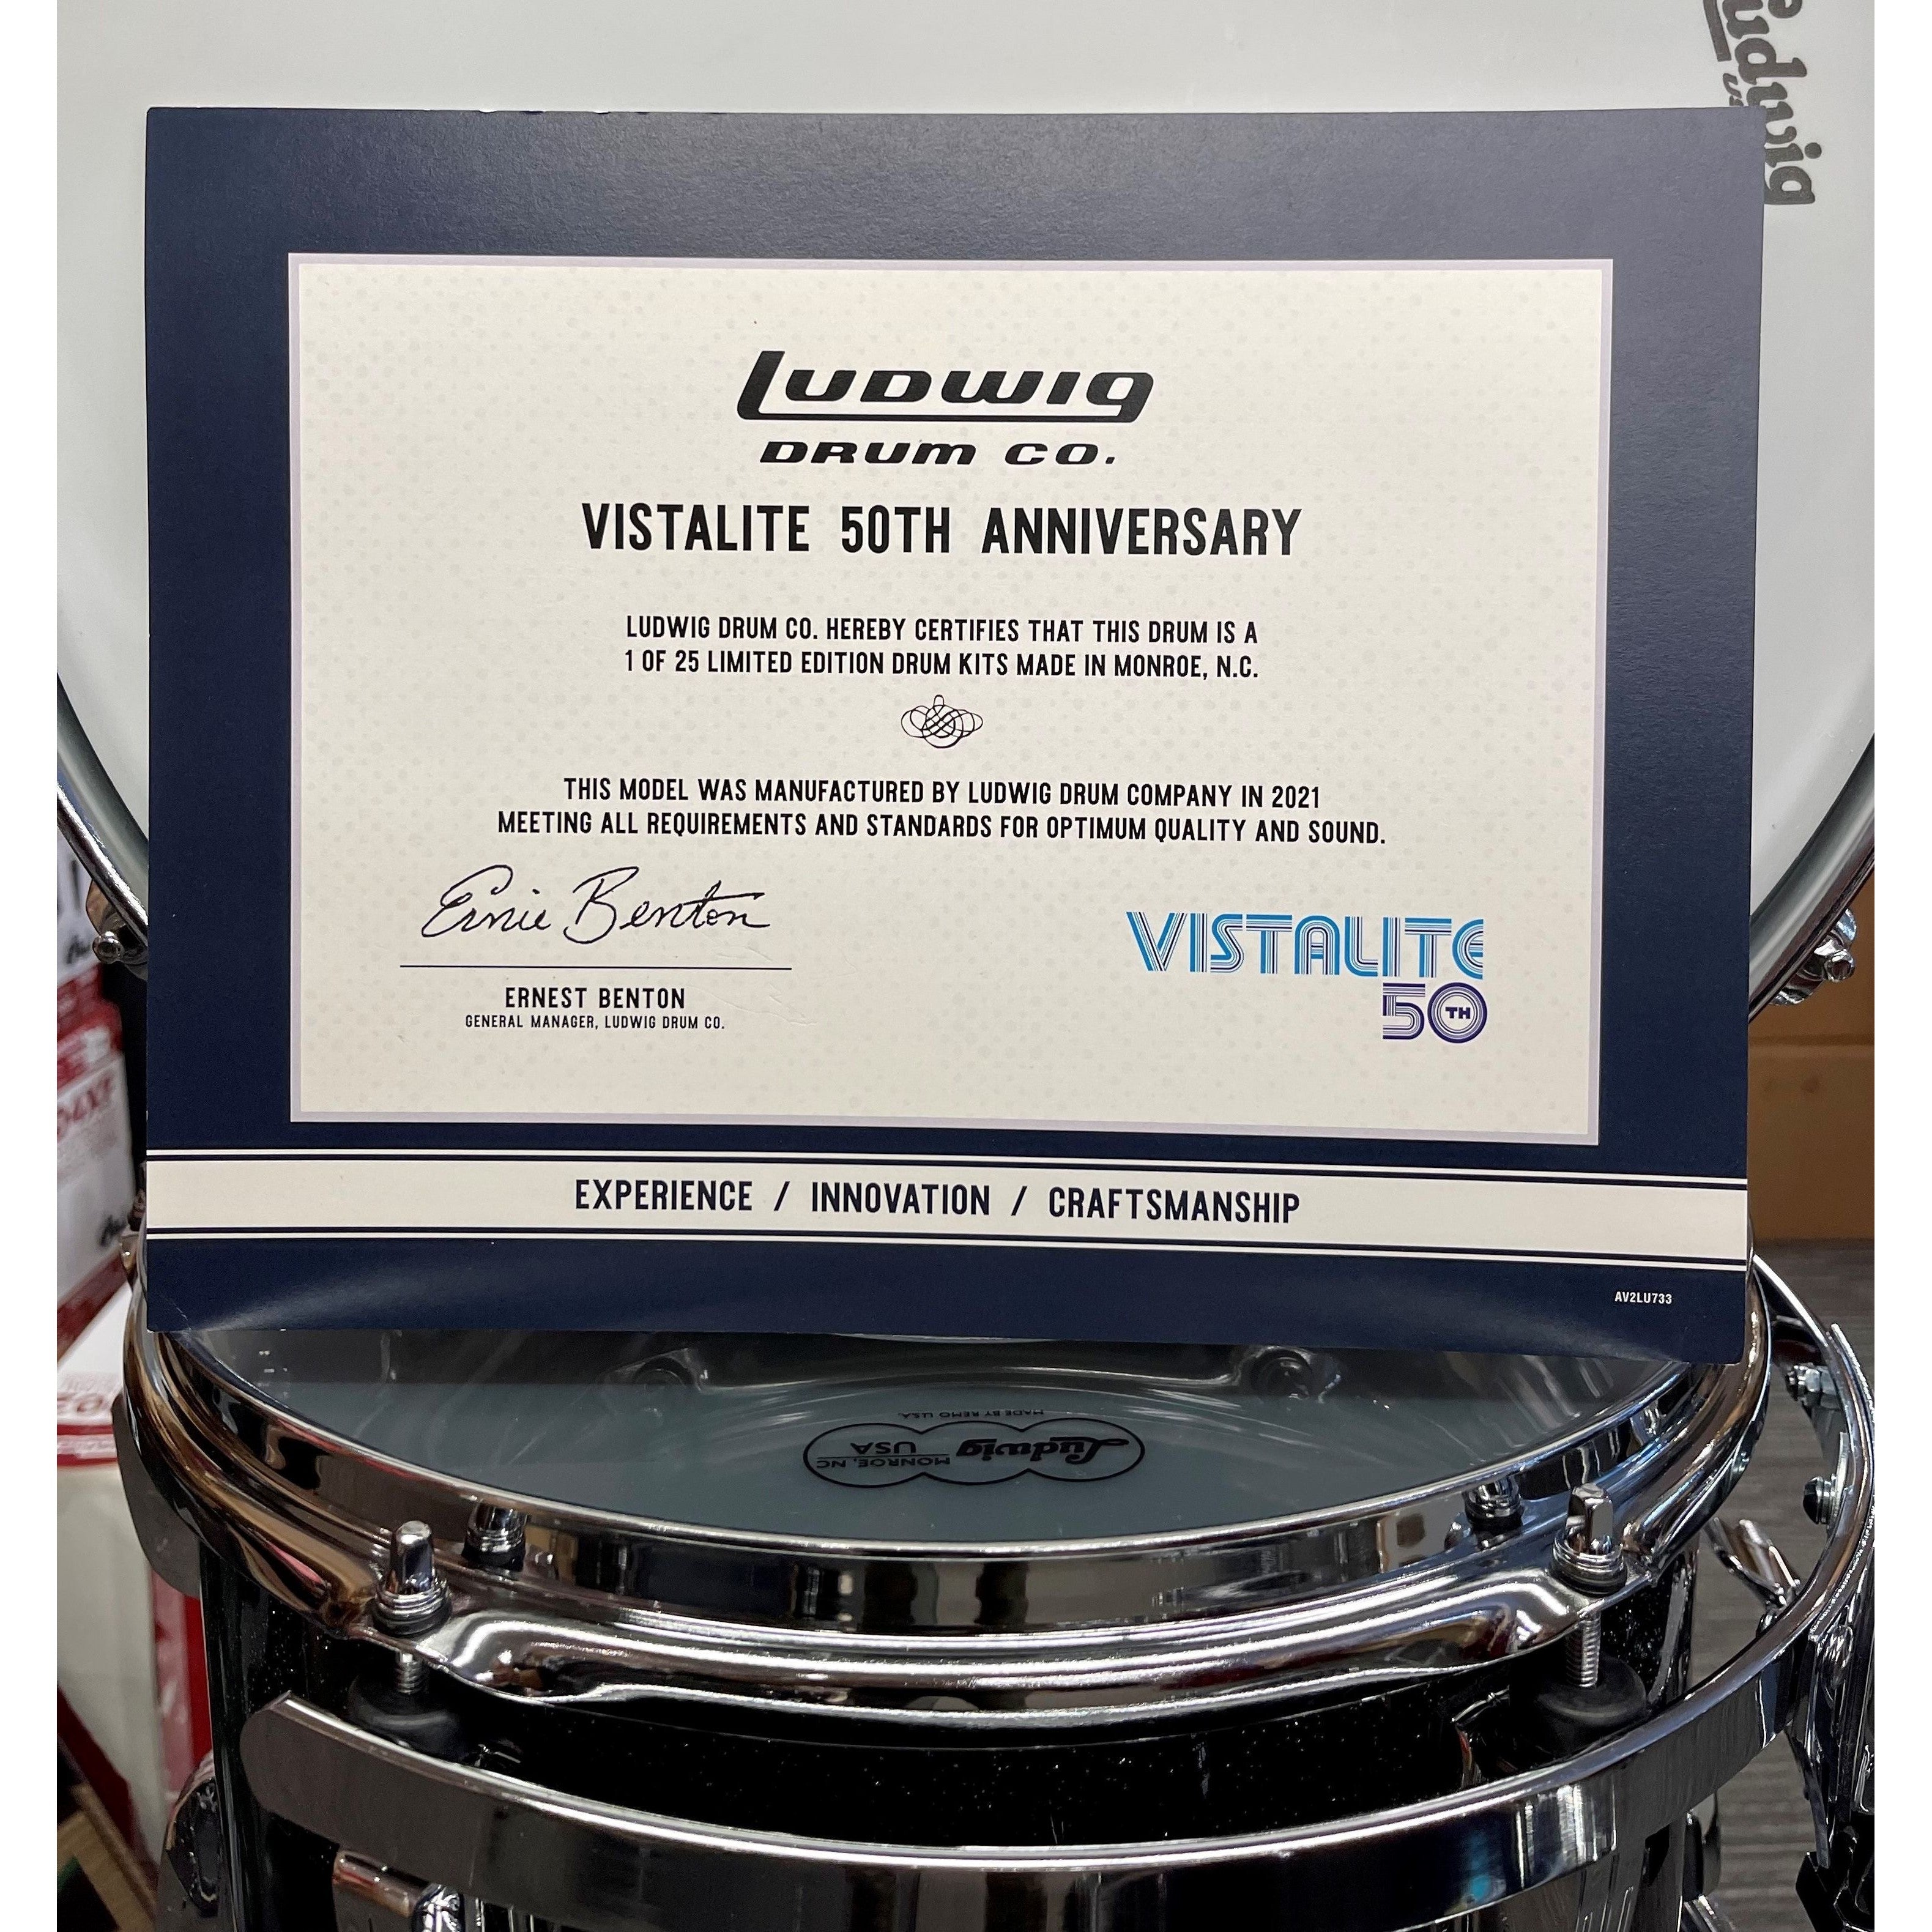 Ludwig
LUDWIG
DRUM CO.
VISTALITE 50TH ANNIVERSARY
LUDWIG DRUM CO. HEREBY CERTIFIES THAT THIS DRUM IS A
1 OF 25 LIMITED EDITION DRUM KITS MADE IN MONROE, N.C.
THIS MODEL WAS MANUFACTURED BY LUDWIG DRUM COMPANY IN 2021
MEETING ALL REQUIREMENTS AND STANDARDS FOR OPTIMUM QUALITY AND SOUND.
Ernie Benton
ERNEST BENTON
GENERAL MANAGER, LUDWIG DRUM CO.
VISTALITE
50TH
EXPERIENCE / INNOVATION / CRAFTSMANSHIP
AV2LU733
MADE BY REMO U.S.A.
Ludwig
USA
MONROE, NC